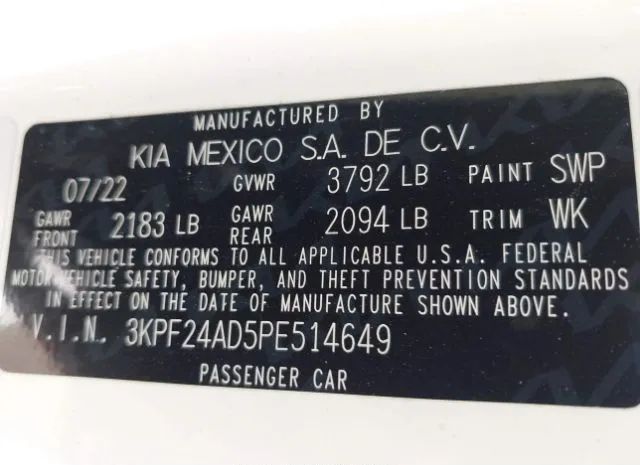 MANUFACTURED BY
KIA MEXICO S.A. DE C.V.
07/22 GVWR 3792 LB PAINT SWP
GAWR FRONT 2183 LB GAWR REAR 2094 LB TRIM WK
THIS VEHICLE CONFORMS TO ALL APPLICABLE U.S.A. FEDERAL
MOTOR VEHICLE SAFETY, BUMPER, AND THEFT PREVENTION STANDARDS
IN EFFECT ON THE DATE OF MANUFACTURE SHOWN ABOVE.
V.I.N. 3KPF24AD5PE514649
PASSENGER CAR